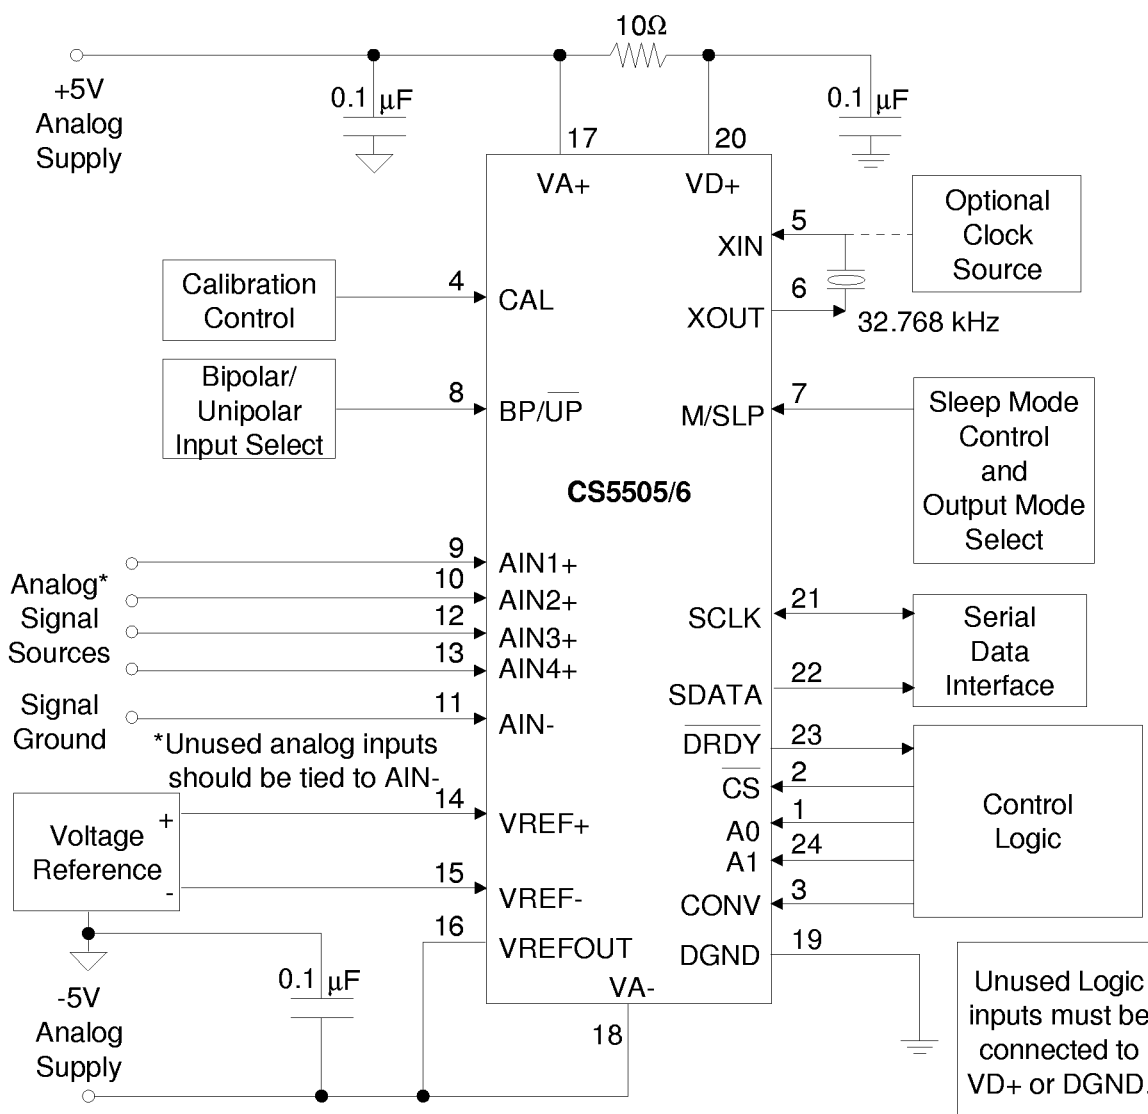 10Ω
+5V
Analog
Supply
0.1 µF
0.1 µF
17
20
VA+
VD+
Optional
Clock
Source
5
XIN
6
XOUT
32.768 kHz
Calibration
Control
4
CAL
Bipolar/
Unipolar
Input Select
8
BP/U̅P̅
7
M/SLP
Sleep Mode
Control
and
Output Mode
Select
CS5505/6
Analog*
Signal
Sources
9
AIN1+
10
AIN2+
12
AIN3+
13
AIN4+
Signal
Ground
11
AIN-
*Unused analog inputs
should be tied to AIN-
SCLK
21
SDATA
22
Serial
Data
Interface
D̅R̅D̅Y̅
23
C̅S̅
2
A0
1
A1
24
CONV
3
Control
Logic
Voltage
Reference
+
-
14
VREF+
15
VREF-
16
VREFOUT
DGND
19
VA-
18
0.1 µF
-5V
Analog
Supply
Unused Logic
inputs must be
connected to
VD+ or DGND.